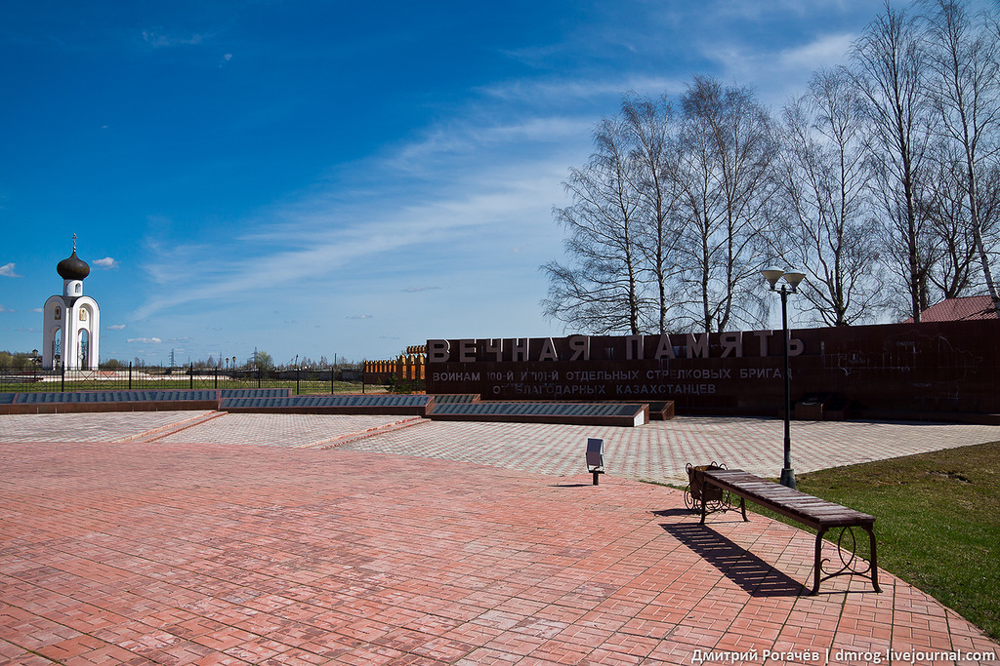 ВЕЧНАЯ ПАМЯТЬ
ВОИНАМ 100-Й И 101-Й ОТДЕЛЬНЫХ СТРЕЛКОВЫХ БРИГАД
ОТ БЛАГОДАРНЫХ КАЗАХСТАНЦЕВ
Дмитрий Рогачёв | dmrog.livejournal.com